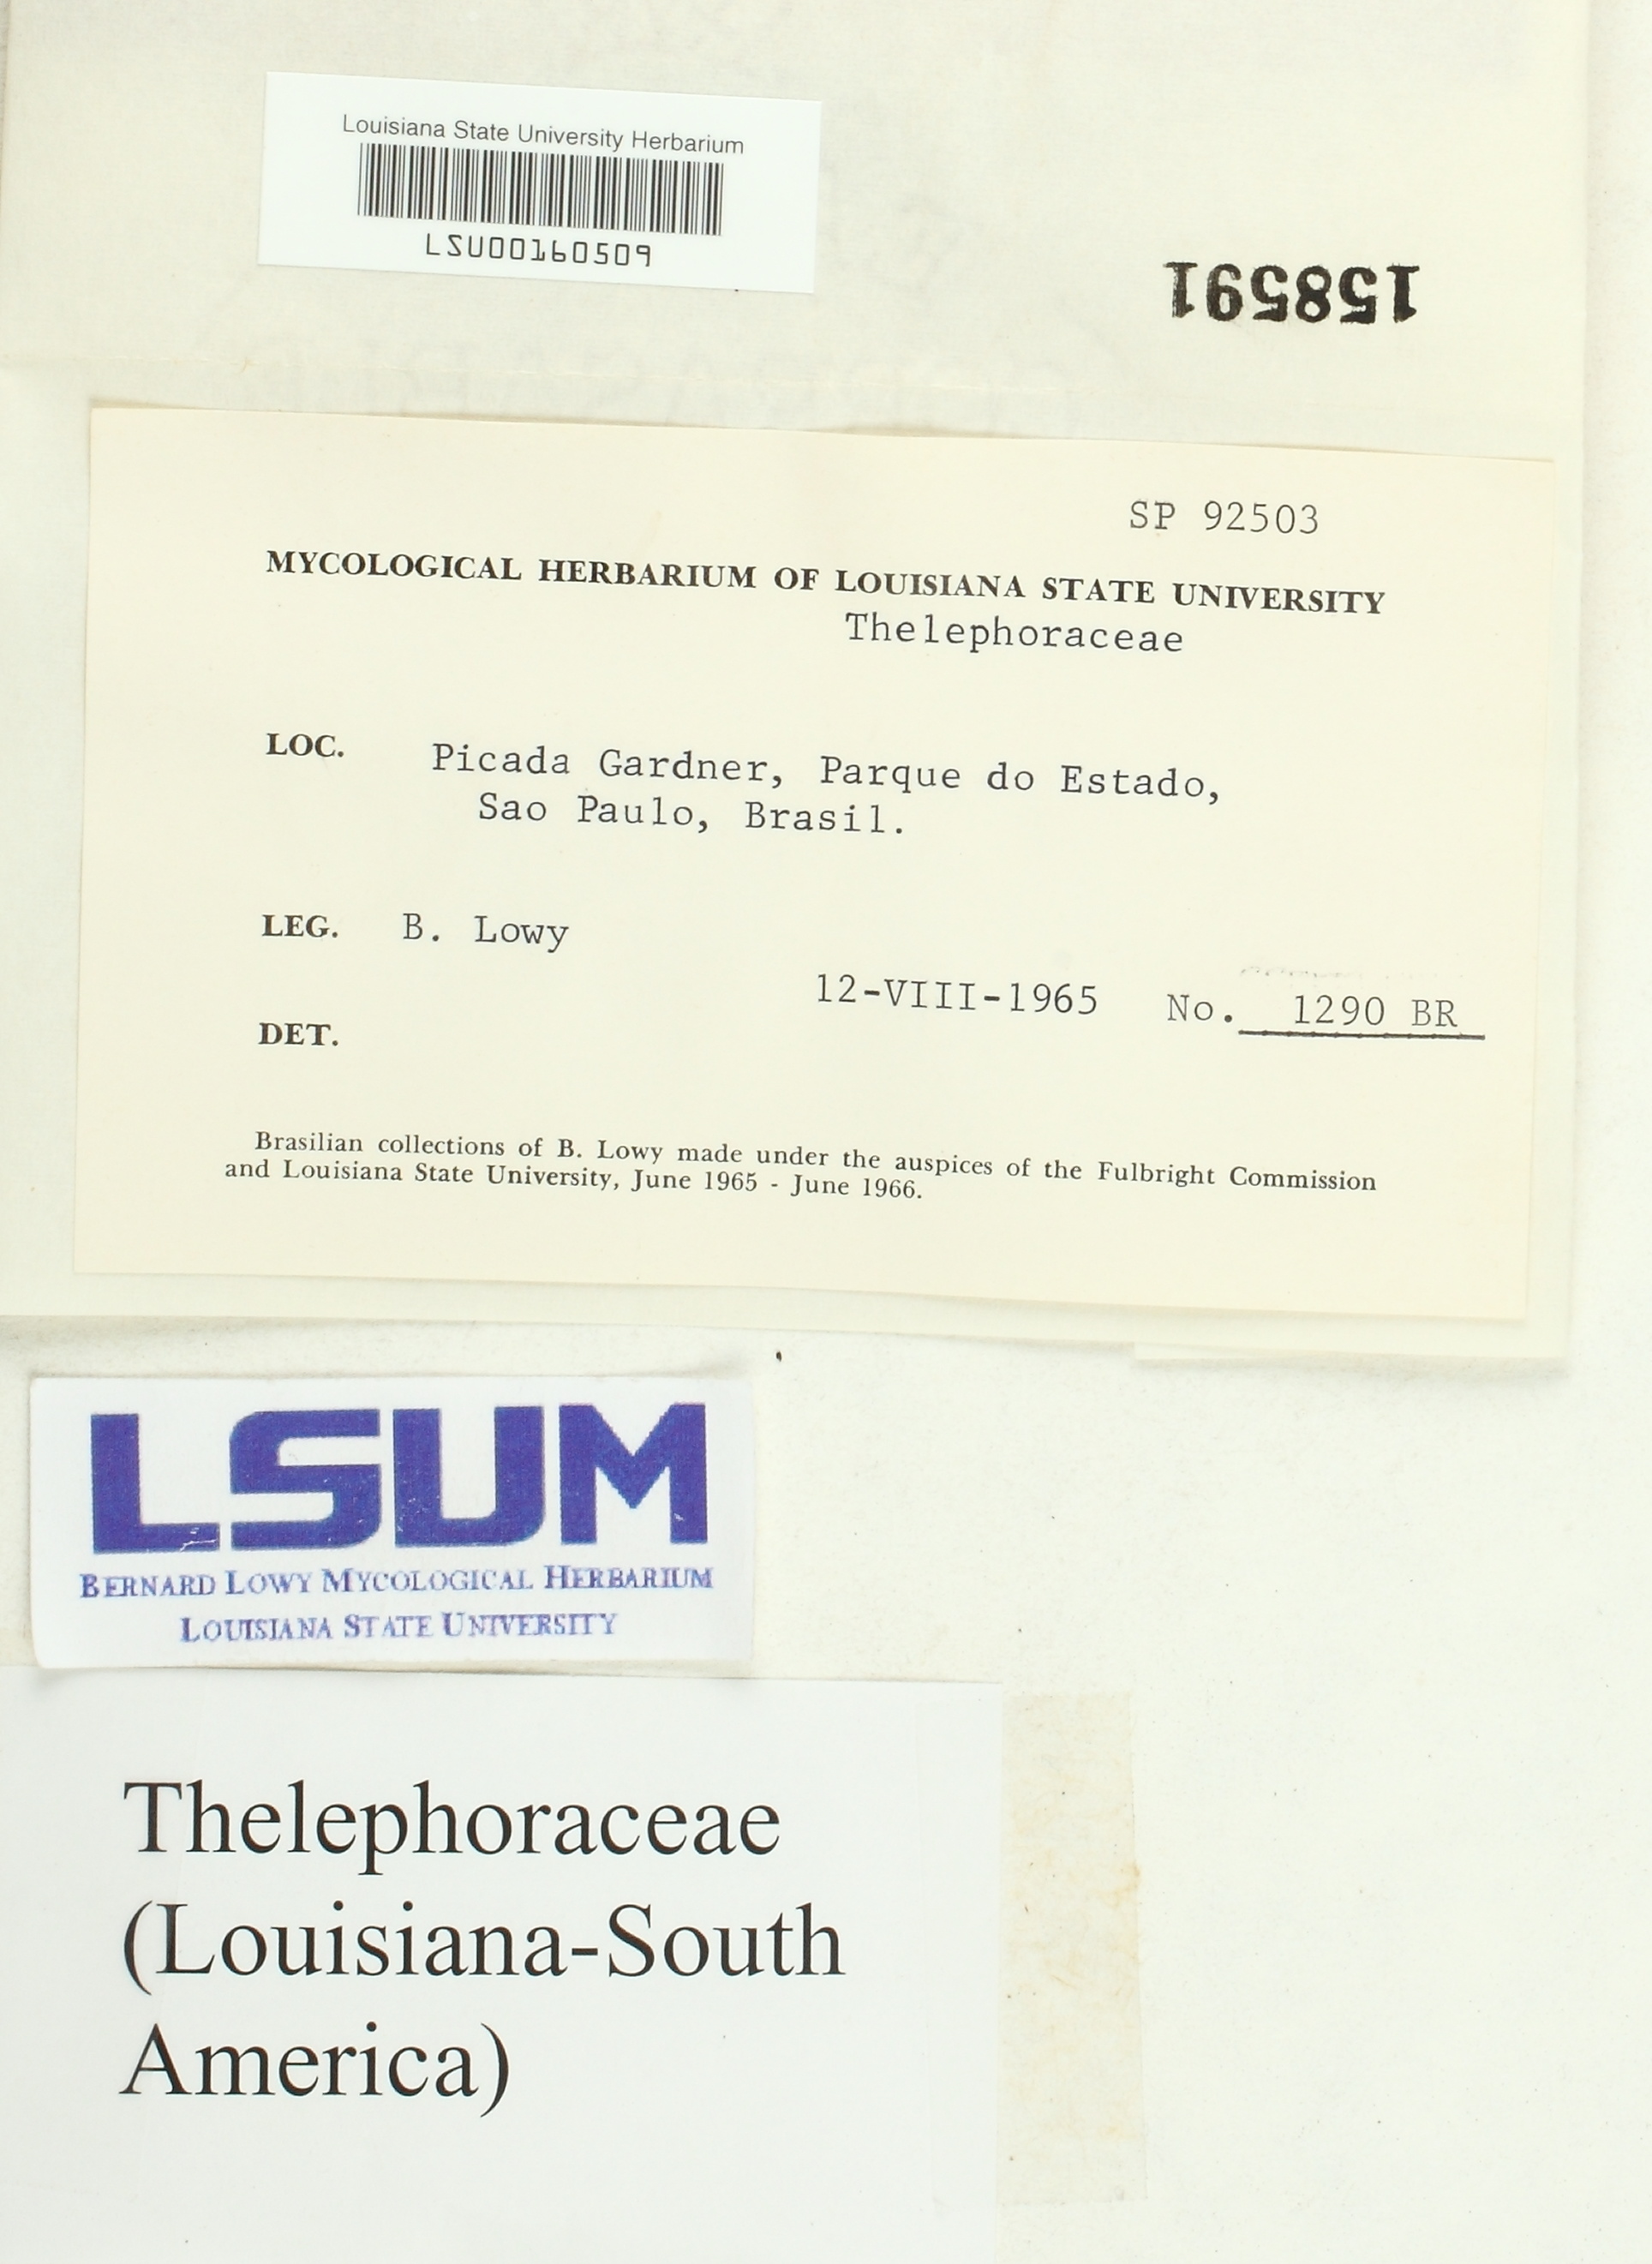 Louisiana State University Herbarium
LSU00160509
158591
SP 92503
MYCOLOGICAL HERBARIUM OF LOUISIANA STATE UNIVERSITY
Thelephoraceae
LOC. Picada Gardner, Parque do Estado,
Sao Paulo, Brasil.
LEG. B. Lowy
12-VIII-1965 No. 1290 BR
DET.
Brasilian collections of B. Lowy made under the auspices of the Fulbright Commission
and Louisiana State University, June 1965 - June 1966.
LSUM
BERNARD LOWY MYCOLOGICAL HERBARIUM
LOUISIANA STATE UNIVERSITY
Thelephoraceae
(Louisiana-South
America)